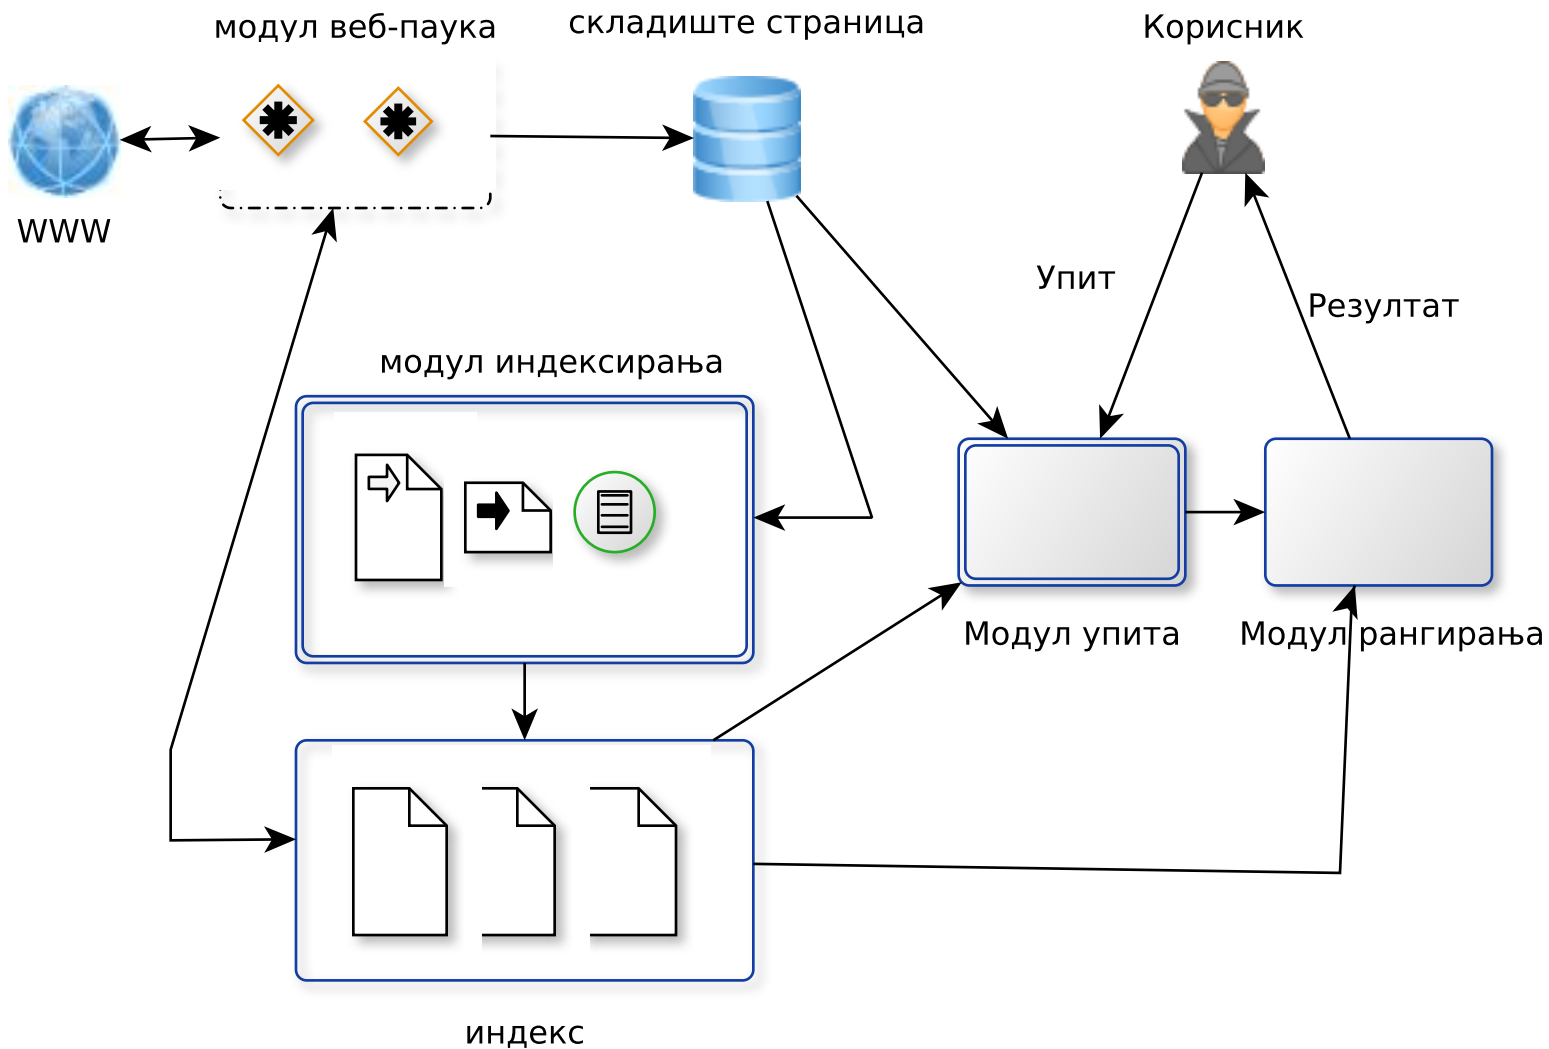 модул веб-паука
складиште страница
Корисник
WWW
Упит
Резултат
модул индексирања
Модул упита
Модул рангирања
индекс